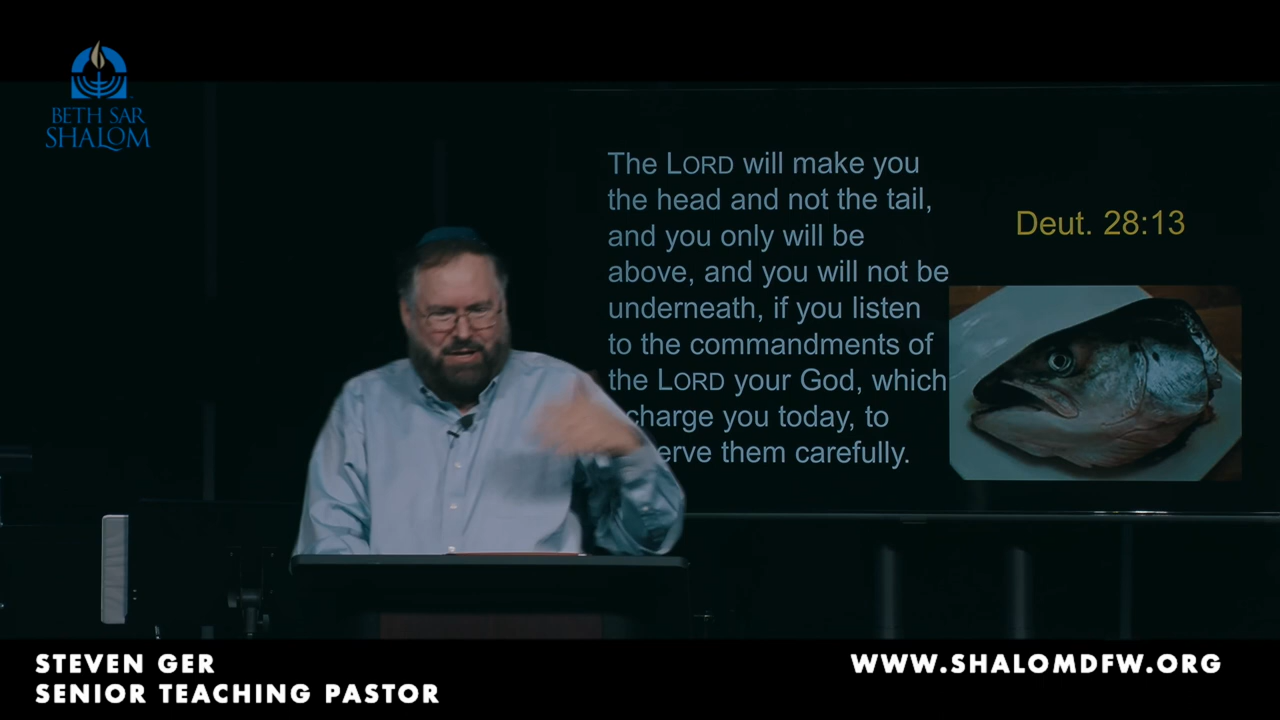 BETH SAR
SHALOM
The LORD will make you
the head and not the tail,
and you only will be
above, and you will not be
underneath, if you listen
to the commandments of
the LORD your God, which
charge you today, to
them carefully.
Deut. 28:13
STEVEN GER
SENIOR TEACHING PASTOR
WWW.SHALOMDFW.ORG